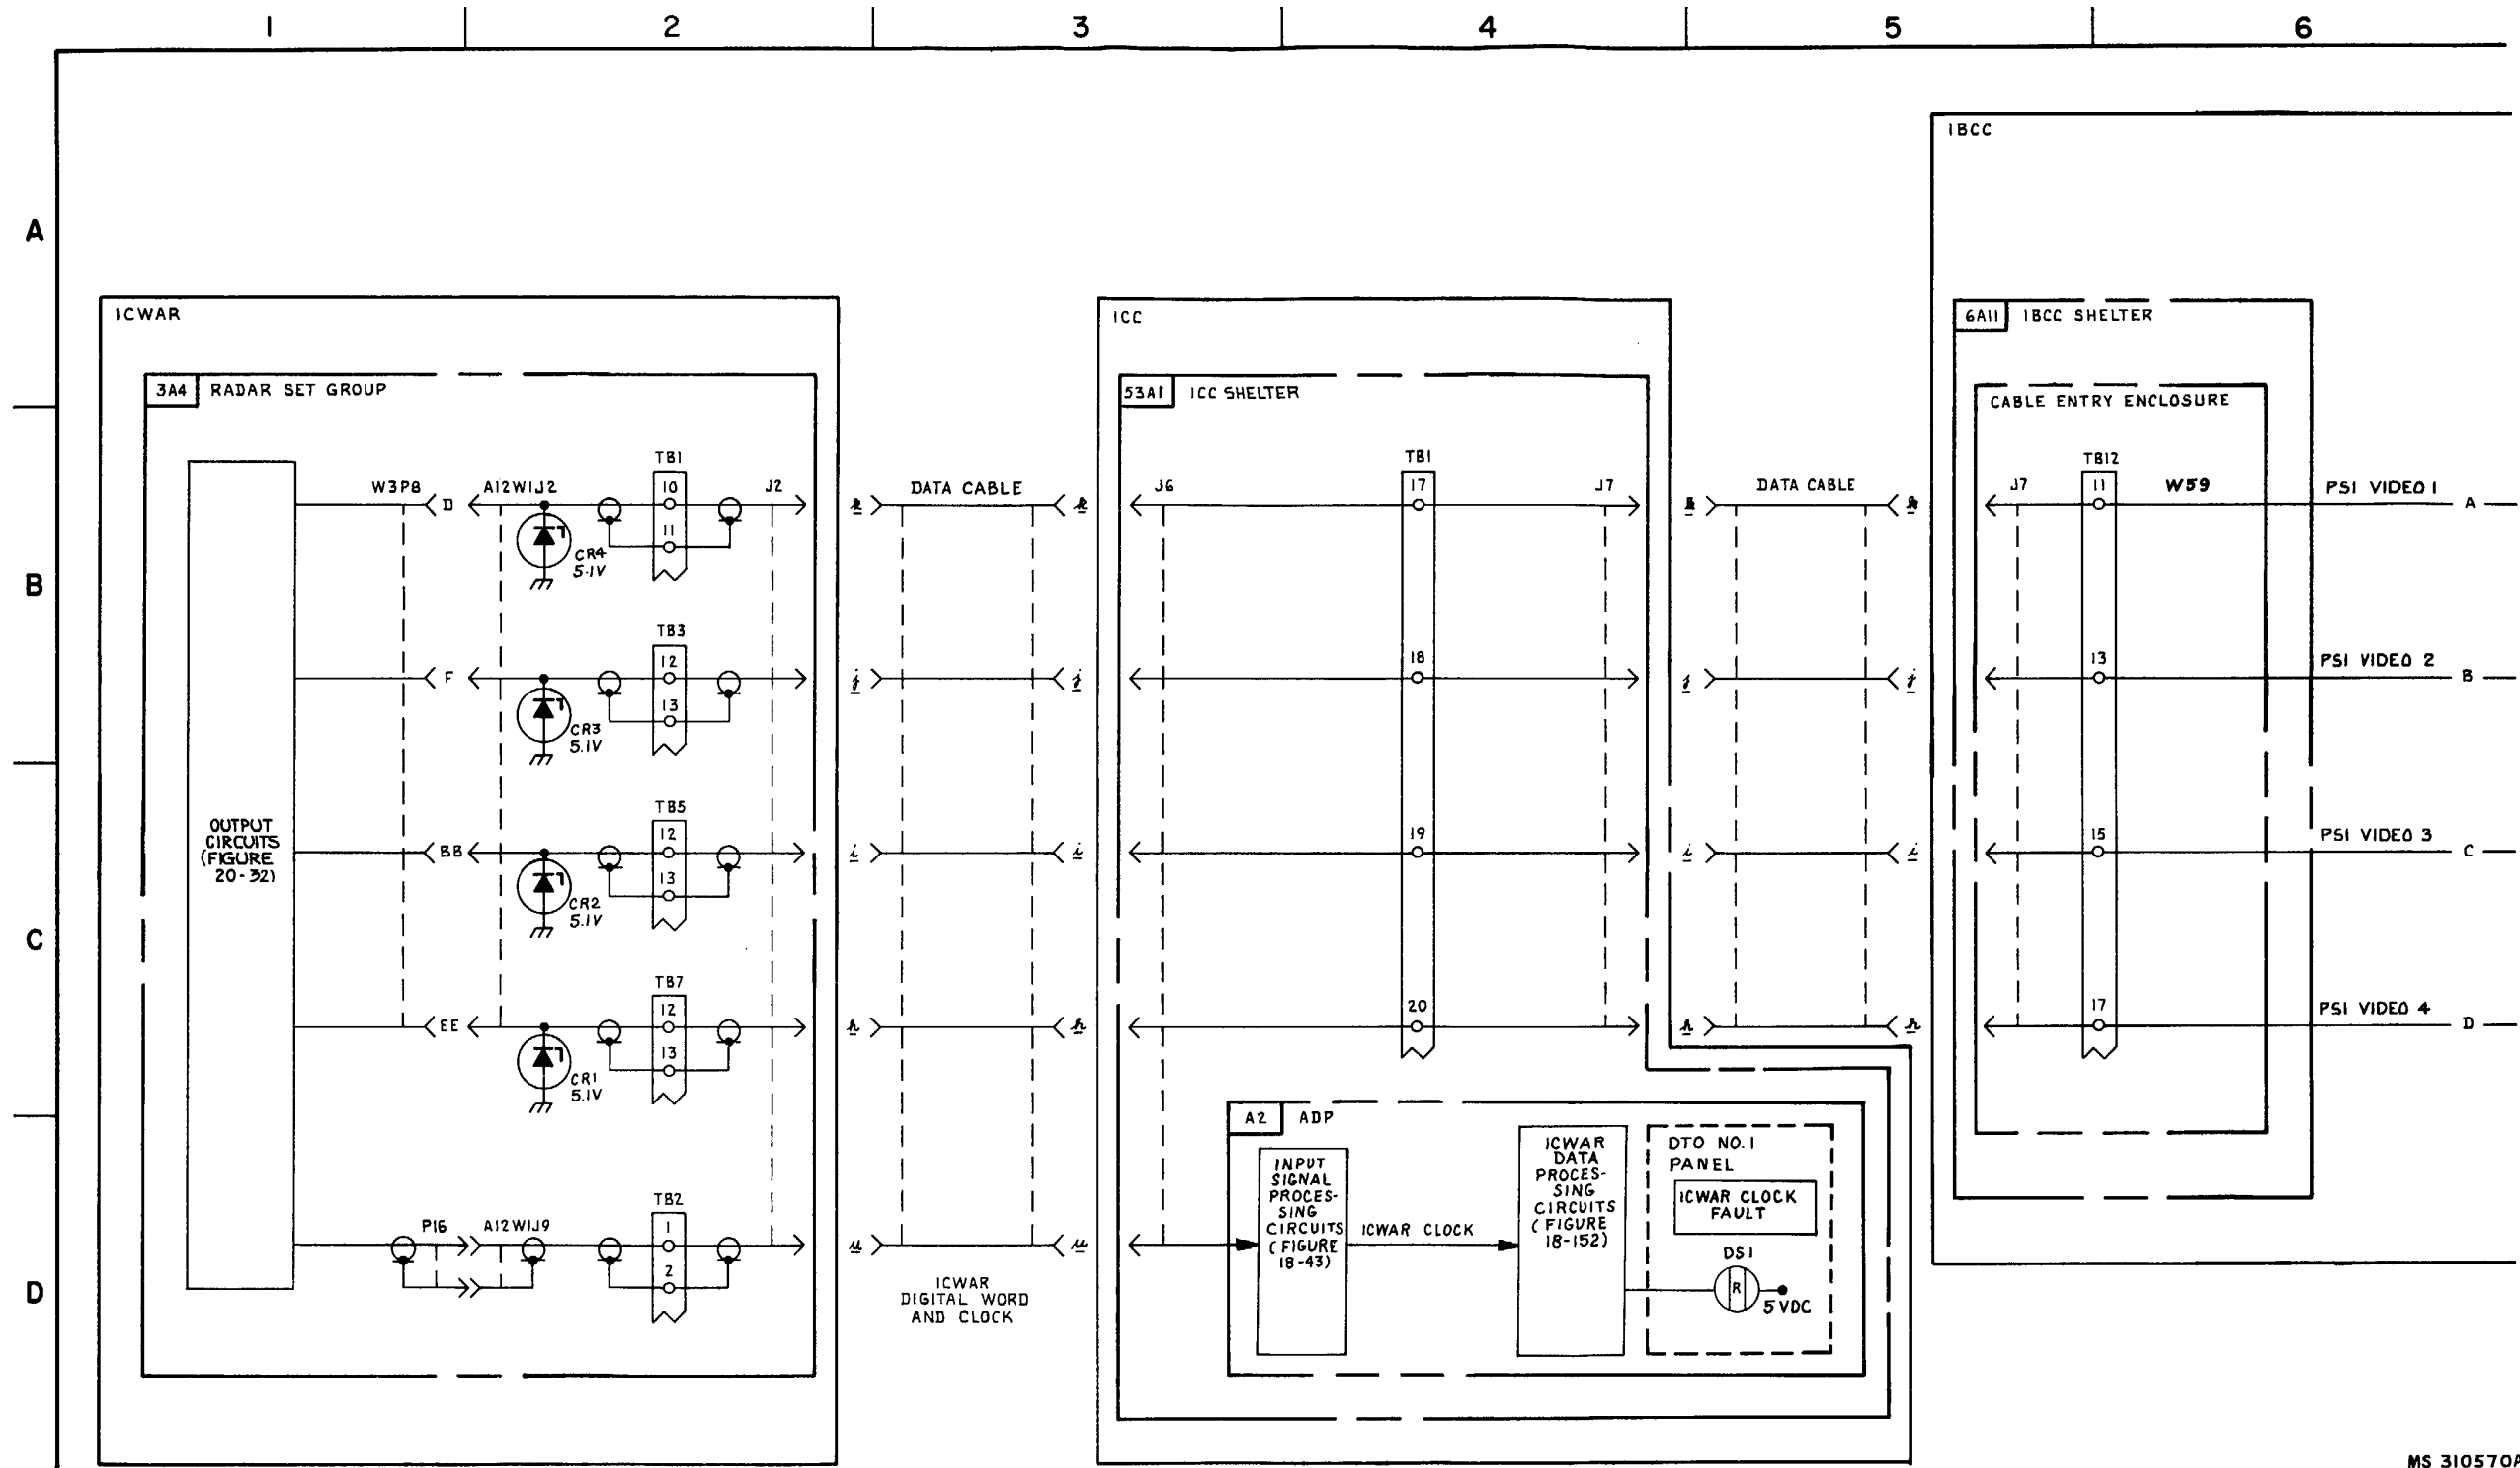 1 2 3 4 5 6
A
B
C
D
ICWAR
3A4 RADAR SET GROUP
OUTPUT
CIRCUITS
(FIGURE
20-32)
W3P8 D A12W1J2
CR4
5.1V
TB1
10
11
J2
F
CR3
5.1V
TB3
12
13
BB
CR2
5.1V
TB5
12
13
EE
CR1
5.1V
TB7
12
13
P16 A12W1J9
TB2
1
2
k DATA CABLE k
j j
i i
h h
u u
ICWAR
DIGITAL WORD
AND CLOCK
ICC
53A1 ICC SHELTER
J6
TB1
17
18
19
20
J7
A2 ADP
INPUT
SIGNAL
PROCES-
SING
CIRCUITS
(FIGURE
18-43)
ICWAR CLOCK
ICWAR
DATA
PROCES-
SING
CIRCUITS
(FIGURE
18-152)
DTO NO.1
PANEL
ICWAR CLOCK
FAULT
DS1
R
5 VDC
k DATA CABLE k
j j
i i
h h
IBCC
6A11 IBCC SHELTER
CABLE ENTRY ENCLOSURE
J7
TB12
11
13
15
17
W59
PSI VIDEO 1 A
PSI VIDEO 2 B
PSI VIDEO 3 C
PSI VIDEO 4 D
MS 310570A